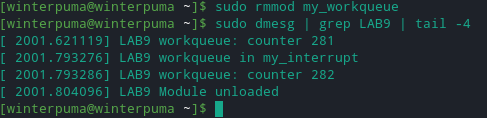 [winterpuma@winterpuma ~]$ sudo rmmod my_workqueue
[winterpuma@winterpuma ~]$ sudo dmesg | grep LAB9 | tail -4
[ 2001.621119] LAB9 workqueue: counter 281
[ 2001.793276] LAB9 workqueue in my_interrupt
[ 2001.793286] LAB9 workqueue: counter 282
[ 2001.804096] LAB9 Module unloaded
[winterpuma@winterpuma ~]$